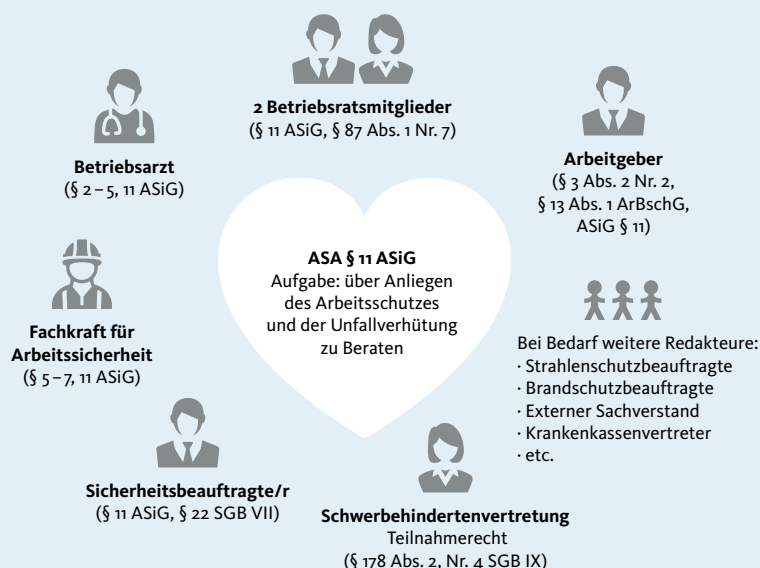 2 Betriebsratsmitglieder
(§ 11 ASiG, § 87 Abs. 1 Nr. 7)
Betriebsarzt
(§ 2 – 5, 11 ASiG)
Arbeitgeber
(§ 3 Abs. 2 Nr. 2,
§ 13 Abs. 1 ArBschG,
ASiG § 11)
ASA § 11 ASiG
Aufgabe: über Anliegen
des Arbeitsschutzes
und der Unfallverhütung
zu Beraten
Fachkraft für
Arbeitssicherheit
(§ 5 – 7, 11 ASiG)
Bei Bedarf weitere Redakteure:
· Strahlenschutzbeauftragte
· Brandschutzbeauftragte
· Externer Sachverstand
· Krankenkassenvertreter
· etc.
Sicherheitsbeauftragte/r
(§ 11 ASiG, § 22 SGB VII)
Schwerbehindertenvertretung
Teilnahmerecht
(§ 178 Abs. 2, Nr. 4 SGB IX)